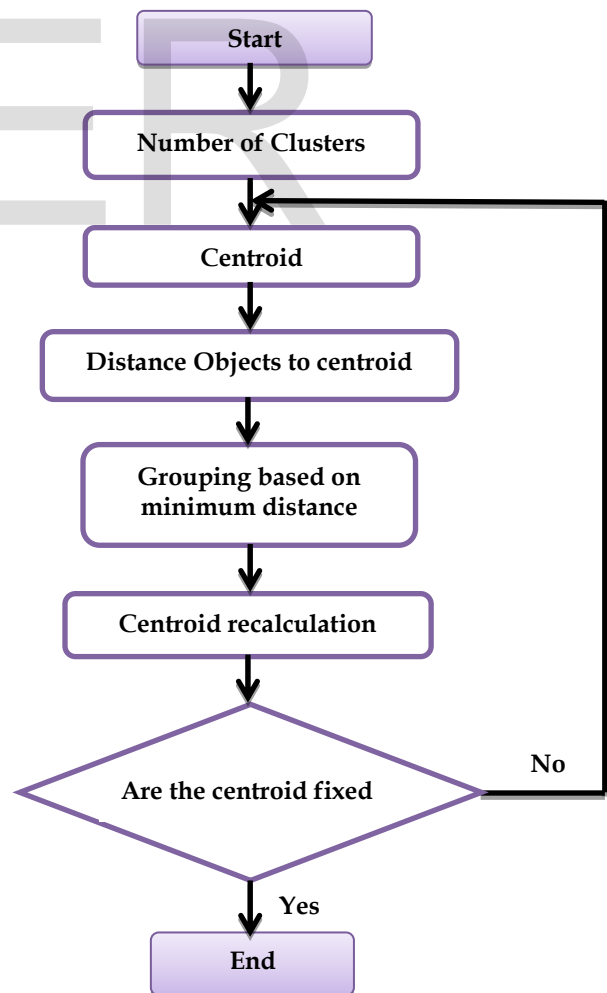 Start
Number of Clusters
Centroid
Distance Objects to centroid
Grouping based on
minimum distance
Centroid recalculation
Are the centroid fixed
No
Yes
End
ER